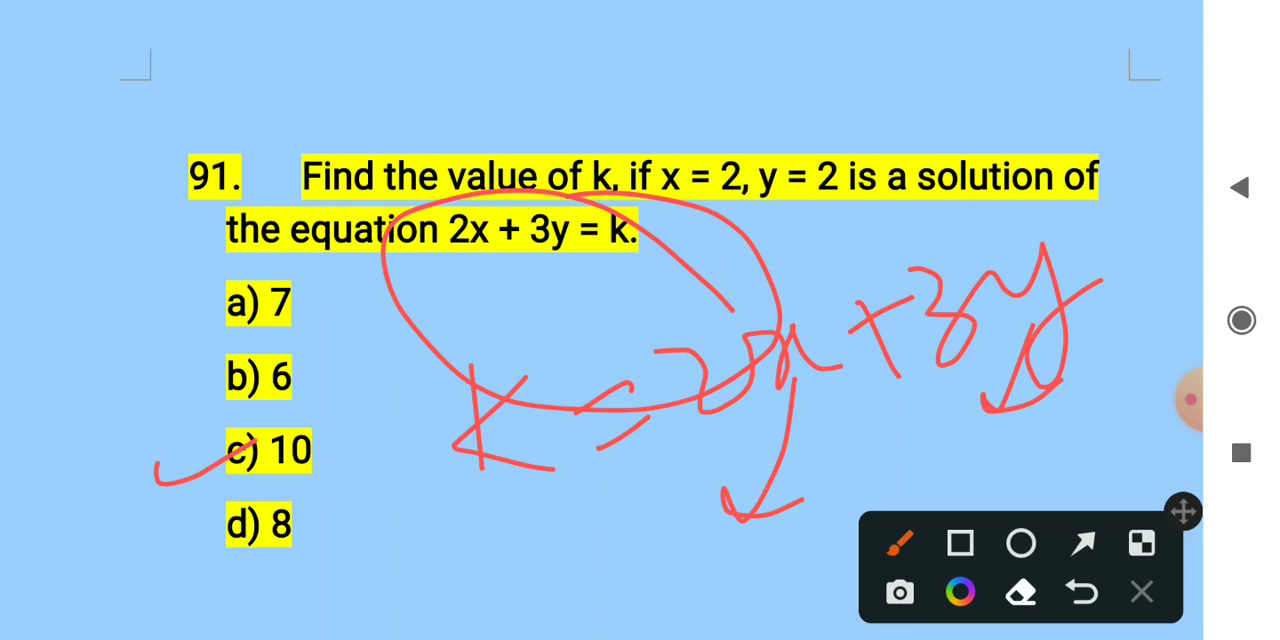 91. Find the value of k, if x = 2, y = 2 is a solution of
the equation 2x + 3y = k.
a) 7
b) 6
c) 10
d) 8
K = 2x + 3y